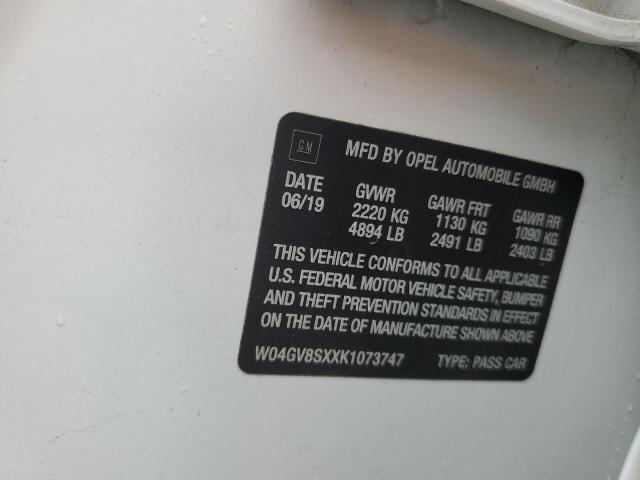 GM
MFD BY OPEL AUTOMOBILE GMBH
DATE GVWR GAWR FRT GAWR RR
06/19 2220 KG 1130 KG 1090 KG
4894 LB 2491 LB 2403 LB
THIS VEHICLE CONFORMS TO ALL APPLICABLE
U.S. FEDERAL MOTOR VEHICLE SAFETY, BUMPER
AND THEFT PREVENTION STANDARDS IN EFFECT
ON THE DATE OF MANUFACTURE SHOWN ABOVE
W04GV8SXXK1073747 TYPE: PASS CAR